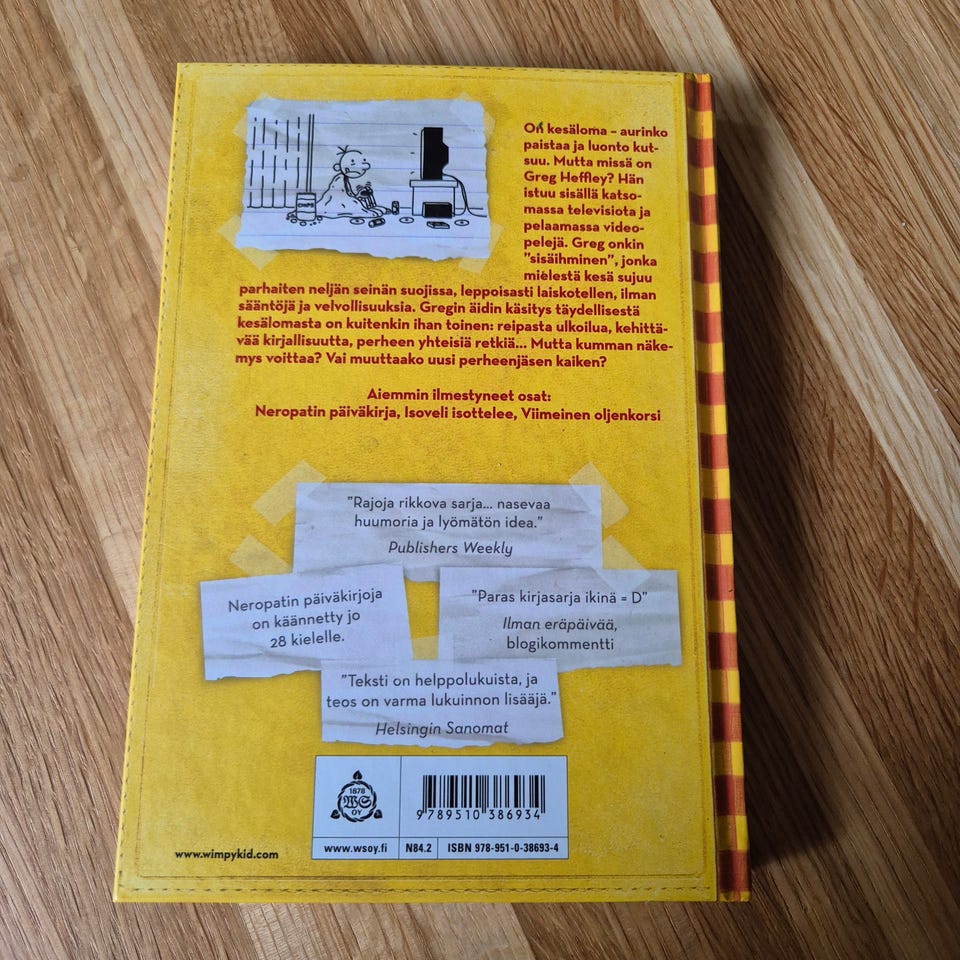 CHIPS
On kesäloma – aurinko
paistaa ja luonto kut-
suu. Mutta missä on
Greg Heffley? Hän
istuu sisällä katso-
massa televisiota ja
pelaamassa video-
pelejä. Greg onkin
"sisäihminen", jonka
mielestä kesä sujuu
parhaiten neljän seinän suojissa, leppoisasti laiskotellen, ilman
sääntöjä ja velvollisuuksia. Gregin äidin käsitys täydellisestä
kesälomasta on kuitenkin ihan toinen: reipasta ulkoilua, kehittä-
vää kirjallisuutta, perheen yhteisiä retkiä... Mutta kumman näke-
mys voittaa? Vai muuttaako uusi perheenjäsen kaiken?
Aiemmin ilmestyneet osat:
Neropatin päiväkirja, Isoveli isottelee, Viimeinen oljenkorsi
"Rajoja rikkova sarja... nasevaa
huumoria ja lyömätön idea."
Publishers Weekly
Neropatin päiväkirjoja
on käännetty jo
28 kielelle.
"Paras kirjasarja ikinä = D"
Ilman eräpäivää,
blogikommentti
"Teksti on helppolukuista, ja
teos on varma lukuinnon lisääjä."
Helsingin Sanomat
1878
WS
OY
9 789510 386934
www.wsoy.fi
N84.2
ISBN 978-951-0-38693-4
www.wimpykid.com